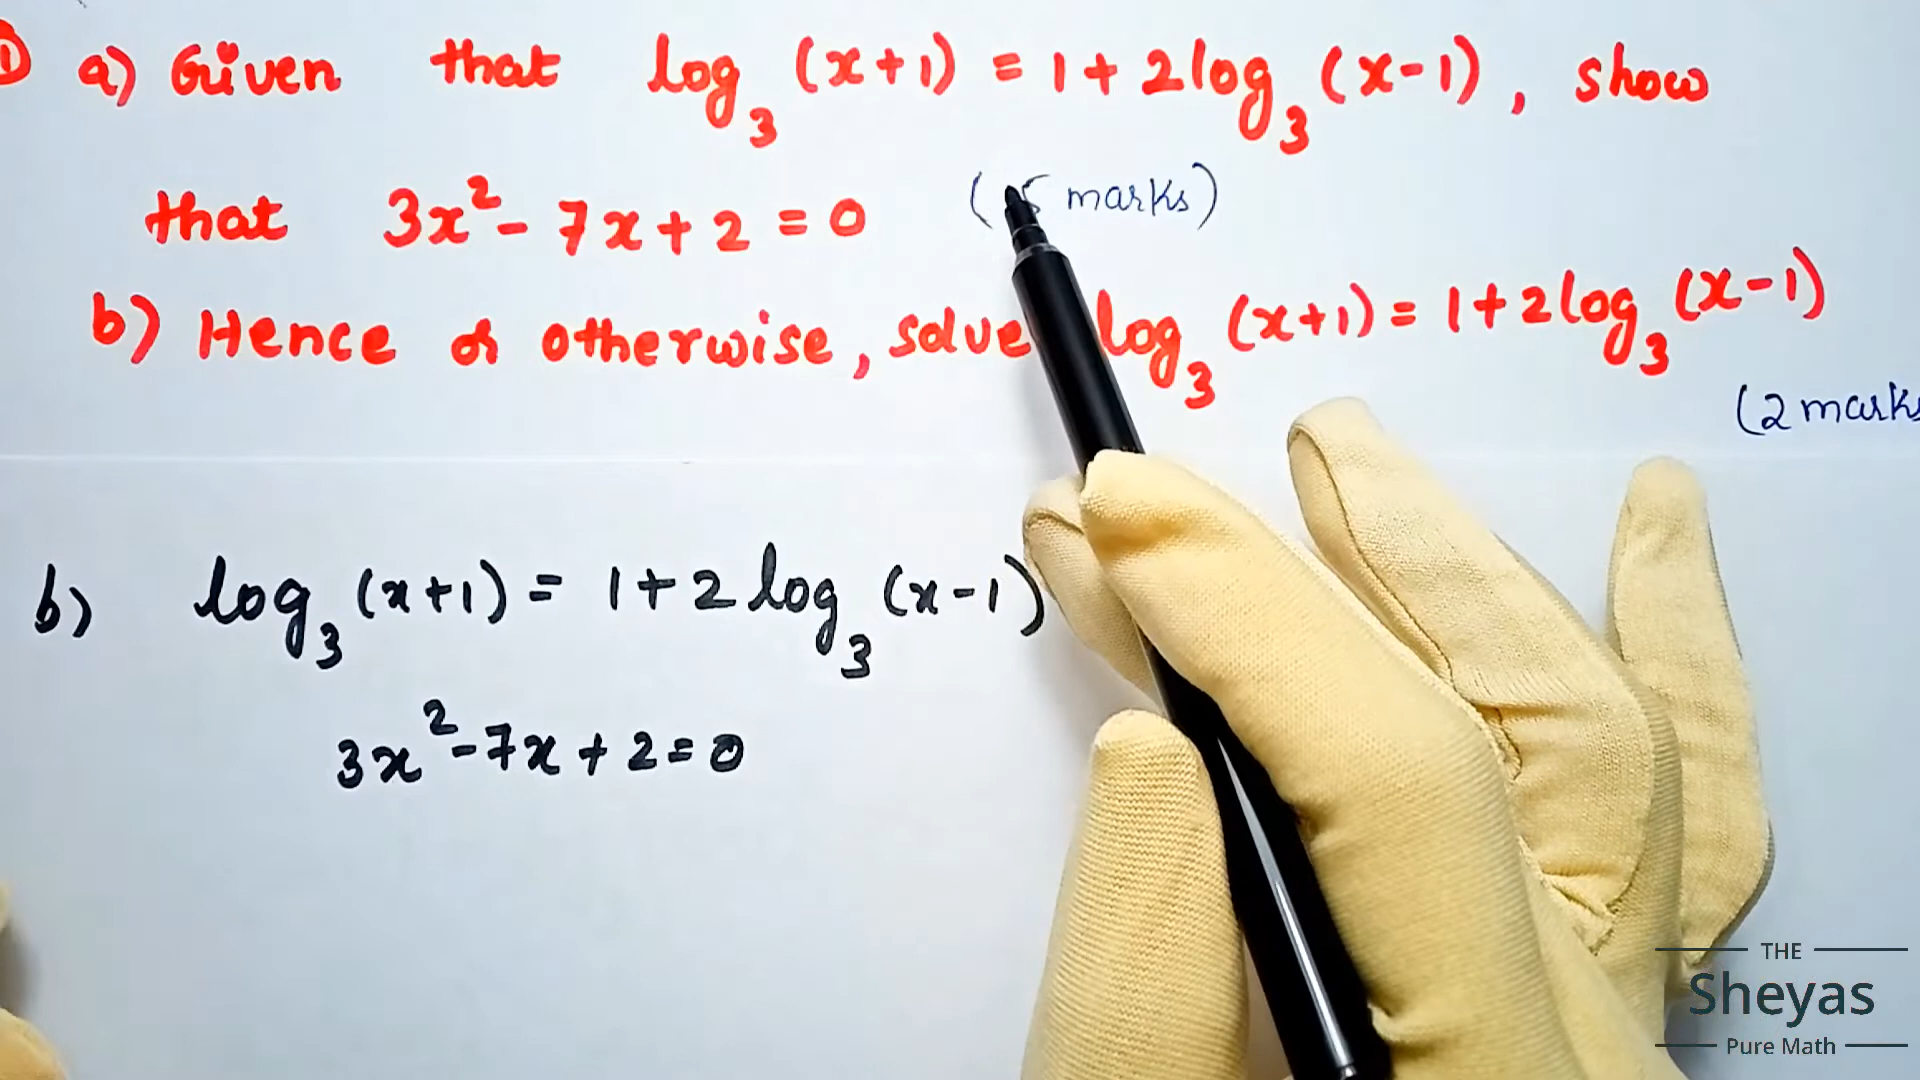 1) a) Given that log₃ (x+1) = 1 + 2log₃ (x-1), show
that 3x² - 7x + 2 = 0 (5 marks)
b) Hence or otherwise, solve log₃ (x+1) = 1 + 2log₃ (x-1)
(2 marks
b) log₃ (x+1) = 1 + 2 log₃ (x-1)
3x² - 7x + 2 = 0
THE
Sheyas
Pure Math